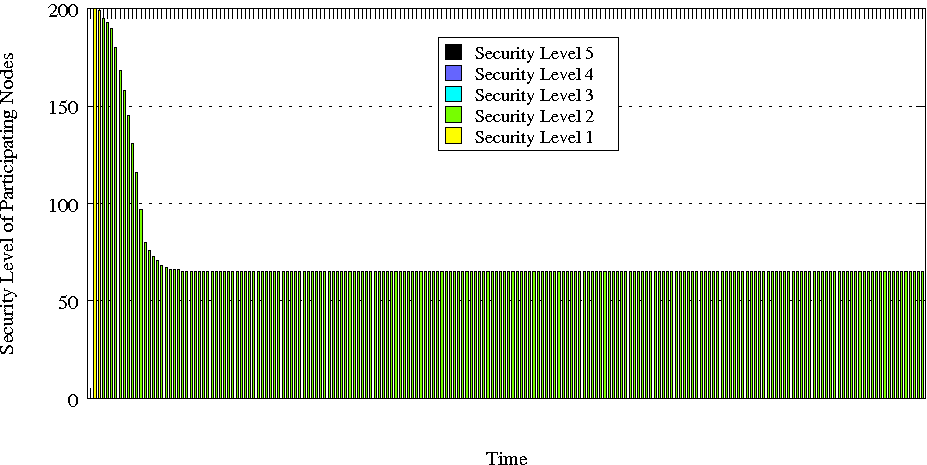 200
150
100
50
0
Security Level of Participating Nodes
Security Level 5
Security Level 4
Security Level 3
Security Level 2
Security Level 1
Time